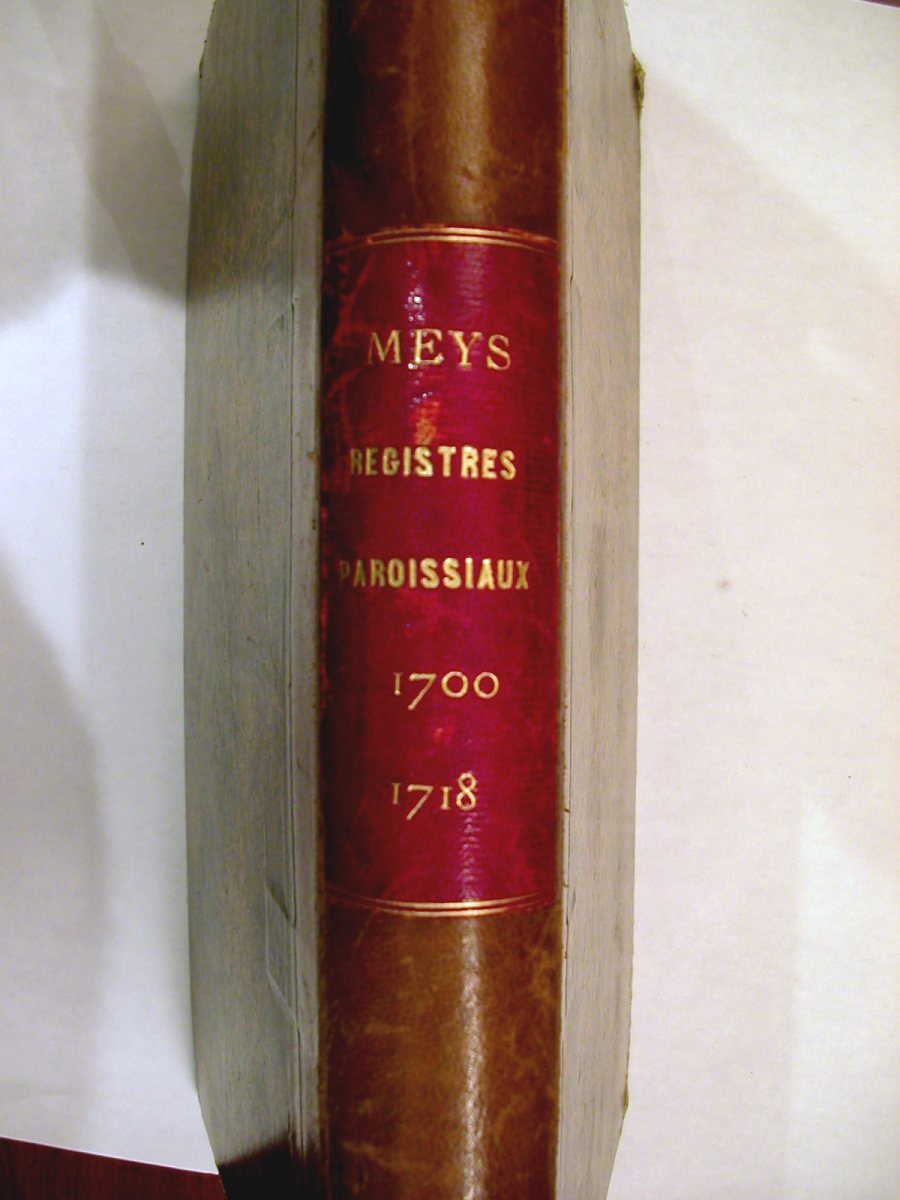 MEYS
REGISTRES
PAROISSIAUX
1700
1718